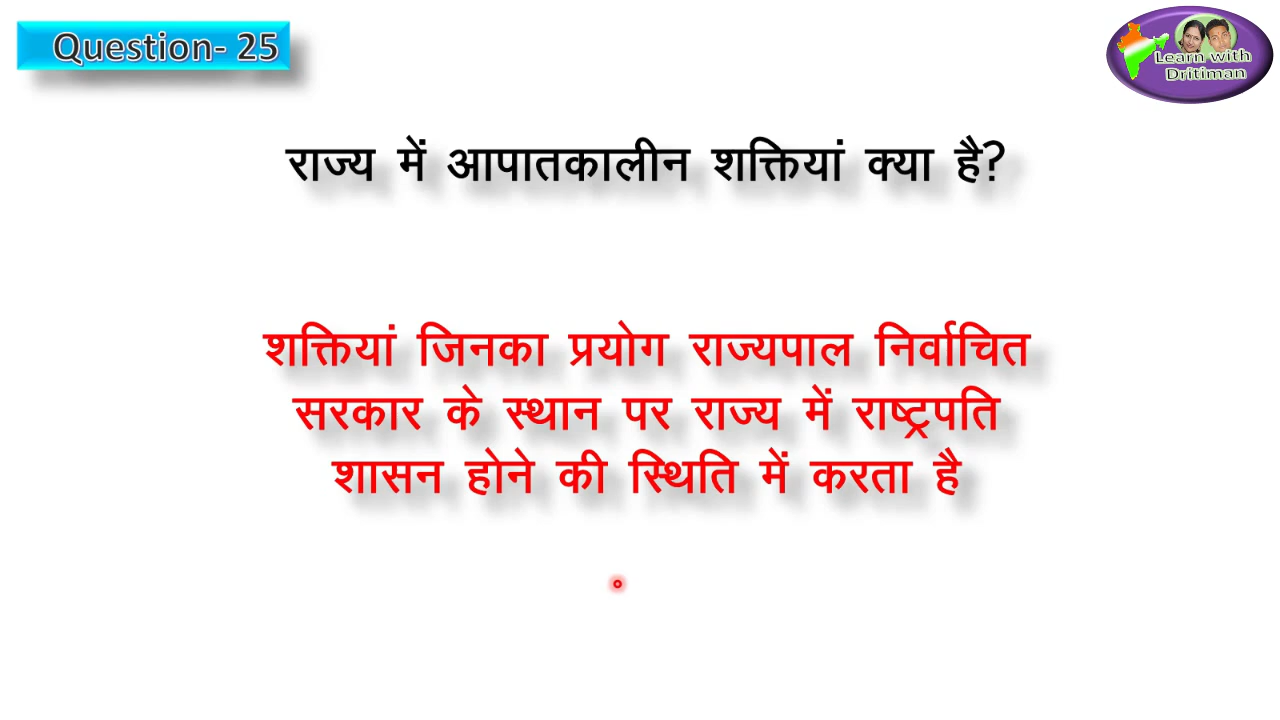 Question- 25
Learn with
Dritiman
राज्य में आपातकालीन शक्तियां क्या है?
शक्तियां जिनका प्रयोग राज्यपाल निर्वाचित
सरकार के स्थान पर राज्य में राष्ट्रपति
शासन होने की स्थिति में करता है